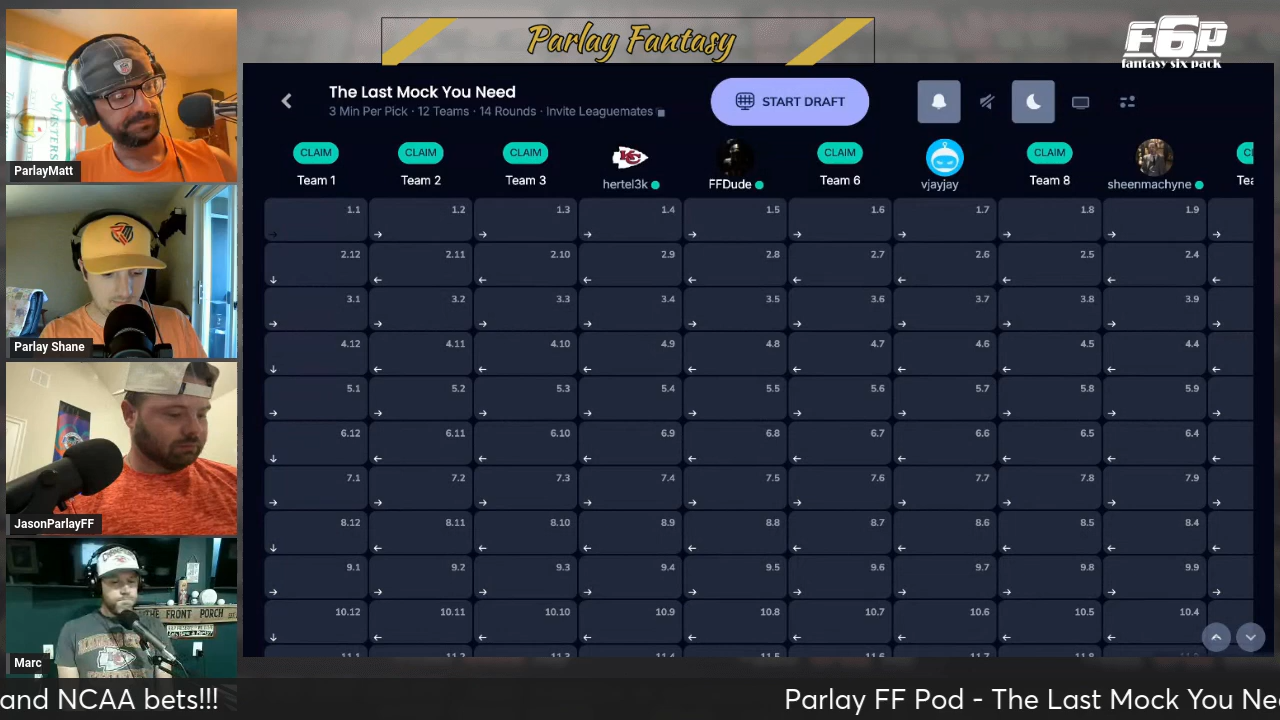 Parlay Fantasy
F6P
fantasy six pack
The Last Mock You Need
3 Min Per Pick · 12 Teams · 14 Rounds · Invite Leaguemates
START DRAFT
CLAIM CLAIM CLAIM CLAIM CLAIM
Team 1 Team 2 Team 3 hertel3k FFDude Team 6 vjayjay Team 8 sheenmachyne
1.1 1.2 1.3 1.4 1.5 1.6 1.7 1.8 1.9
2.12 2.11 2.10 2.9 2.8 2.7 2.6 2.5 2.4
3.1 3.2 3.3 3.4 3.5 3.6 3.7 3.8 3.9
4.12 4.11 4.10 4.9 4.8 4.7 4.6 4.5 4.4
5.1 5.2 5.3 5.4 5.5 5.6 5.7 5.8 5.9
6.12 6.11 6.10 6.9 6.8 6.7 6.6 6.5 6.4
7.1 7.2 7.3 7.4 7.5 7.6 7.7 7.8 7.9
8.12 8.11 8.10 8.9 8.8 8.7 8.6 8.5 8.4
9.1 9.2 9.3 9.4 9.5 9.6 9.7 9.8 9.9
10.12 10.11 10.10 10.9 10.8 10.7 10.6 10.5 10.4
ParlayMatt
Parlay Shane
JasonParlayFF
THE FRONT PORCH
Marc
and NCAA bets!!!
Parlay FF Pod - The Last Mock You Nee